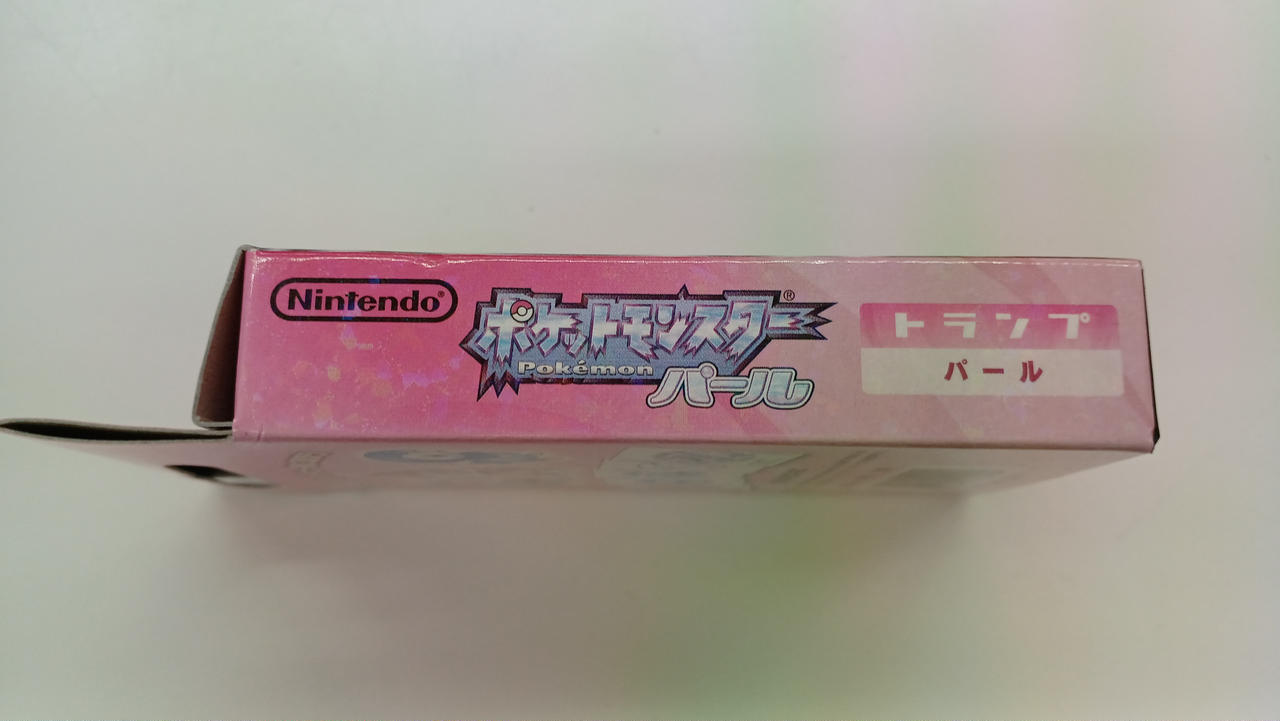 Nintendo®
ポケットモンスター®
Pokémon
パール
トランプ
パール